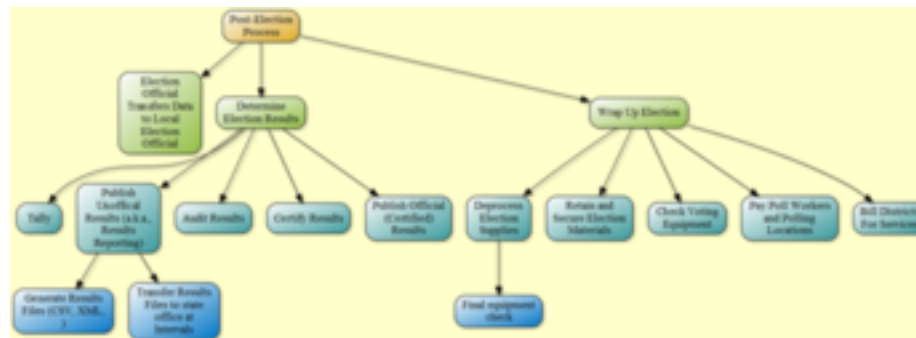 Post-Election
Process
Election
Official
Transfers Data
to Local
Election
Official
Determine
Election Results
Wrap Up Election
Tally
Publish
Unoffical
Results (a.k.a.,
Results
Reporting)
Audit Results
Certify Results
Publish Official
(Certified)
Results
Deprocess
Election
Supplies
Retain and
Secure Election
Materials
Check Voting
Equipment
Pay Poll Workers
and Polling
Locations
Bill Districts
For Services
Generate Results
Files (CSV, XML,
)
Transfer Results
Files to state
office at
Intervals
Final equipment
check